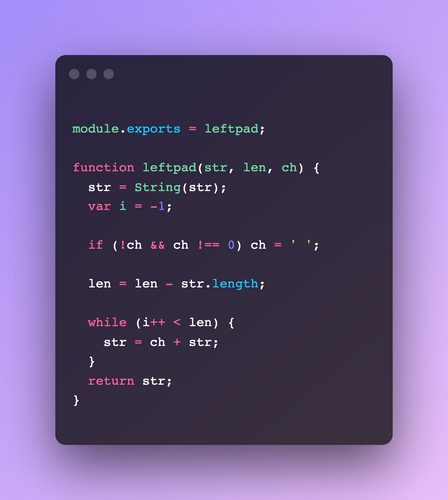 module.exports = leftpad;
function leftpad(str, len, ch) {
str = String(str);
var i = -1;
if (!ch && ch !== 0) ch = ' ';
len = len - str.length;
while (i++ < len) {
str = ch + str;
}
return str;
}